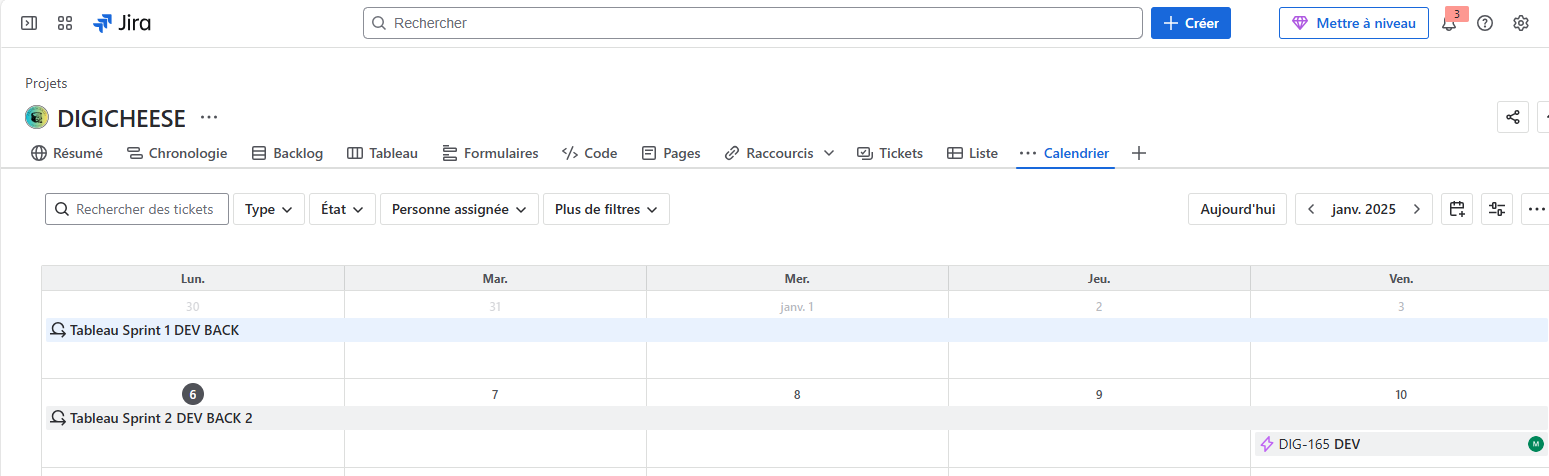 Jira
Rechercher
Créer
Mettre à niveau
3
Projets
DIGICHEESE
Résumé
Chronologie
Backlog
Tableau
Formulaires
Code
Pages
Raccourcis
Tickets
Liste
Calendrier
Rechercher des tickets
Type
État
Personne assignée
Plus de filtres
Aujourd'hui
janv. 2025
Lun. Mar. Mer. Jeu. Ven.
30 31 janv. 1 2 3
Tableau Sprint 1 DEV BACK
6 7 8 9 10
Tableau Sprint 2 DEV BACK 2
DIG-165 DEV M